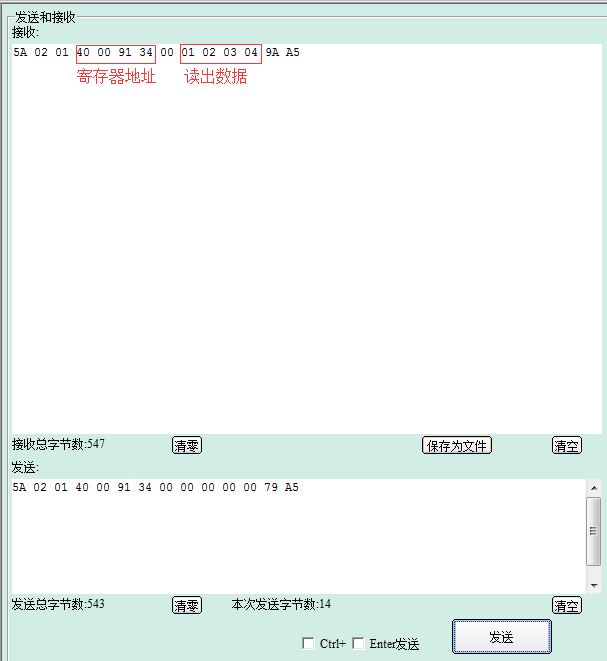 发送和接收
接收:
5A 02 01 40 00 91 34 00 01 02 03 04 9A A5
寄存器地址 读出数据
接收总字节数:547 清零 保存为文件 清空
发送:
5A 02 01 40 00 91 34 00 00 00 00 00 79 A5
发送总字节数:543 清零 本次发送字节数:14 清空
Ctrl+ Enter发送 发送